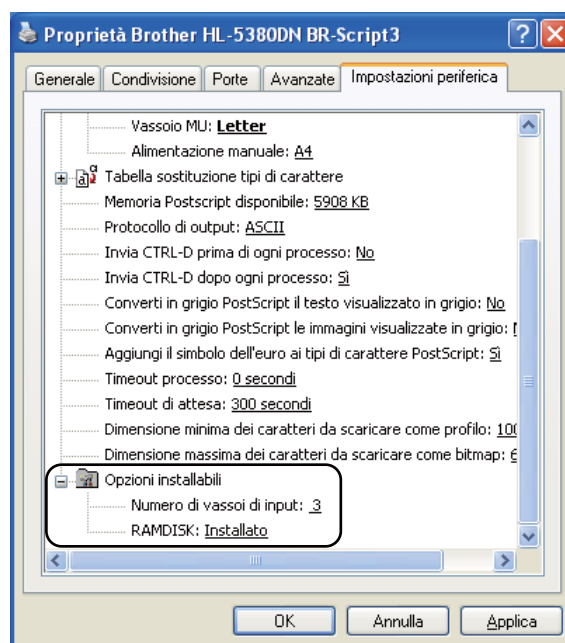 Proprietà Brother HL-5380DN BR-Script3
Generale Condivisione Porte Avanzate Impostazioni periferica
Vassoio MU: Letter
Alimentazione manuale: A4
Tabella sostituzione tipi di carattere
Memoria Postscript disponibile: 5908 KB
Protocollo di output: ASCII
Invia CTRL-D prima di ogni processo: No
Invia CTRL-D dopo ogni processo: Sì
Converti in grigio PostScript il testo visualizzato in grigio: No
Converti in grigio PostScript le immagini visualizzate in grigio:
Aggiungi il simbolo dell'euro ai tipi di carattere PostScript: Sì
Timeout processo: 0 secondi
Timeout di attesa: 300 secondi
Dimensione minima dei caratteri da scaricare come profilo: 100
Dimensione massima dei caratteri da scaricare come bitmap:
Opzioni installabili
Numero di vassoi di input: 3
RAMDISK: Installato
OK Annulla Applica